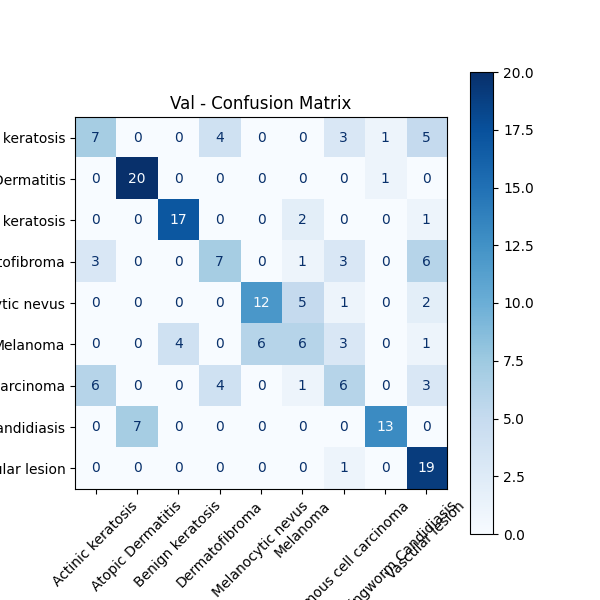 Val - Confusion Matrix
keratosis 7 0 0 4 0 0 3 1 5
Dermatitis 0 20 0 0 0 0 0 1 0
keratosis 0 0 17 0 0 2 0 0 1
tofibroma 3 0 0 7 0 1 3 0 6
tic nevus 0 0 0 0 12 5 1 0 2
Melanoma 0 0 4 0 6 6 3 0 1
arcinoma 6 0 0 4 0 1 6 0 3
andidiasis 0 7 0 0 0 0 0 13 0
lar lesion 0 0 0 0 0 0 1 0 19
Actinic keratosis
Atopic Dermatitis
Benign keratosis
Dermatofibroma
Melanocytic nevus
Melanoma
mous cell carcinoma
ngworm Candidiasis
Vascular lesion
20.0
17.5
15.0
12.5
10.0
7.5
5.0
2.5
0.0